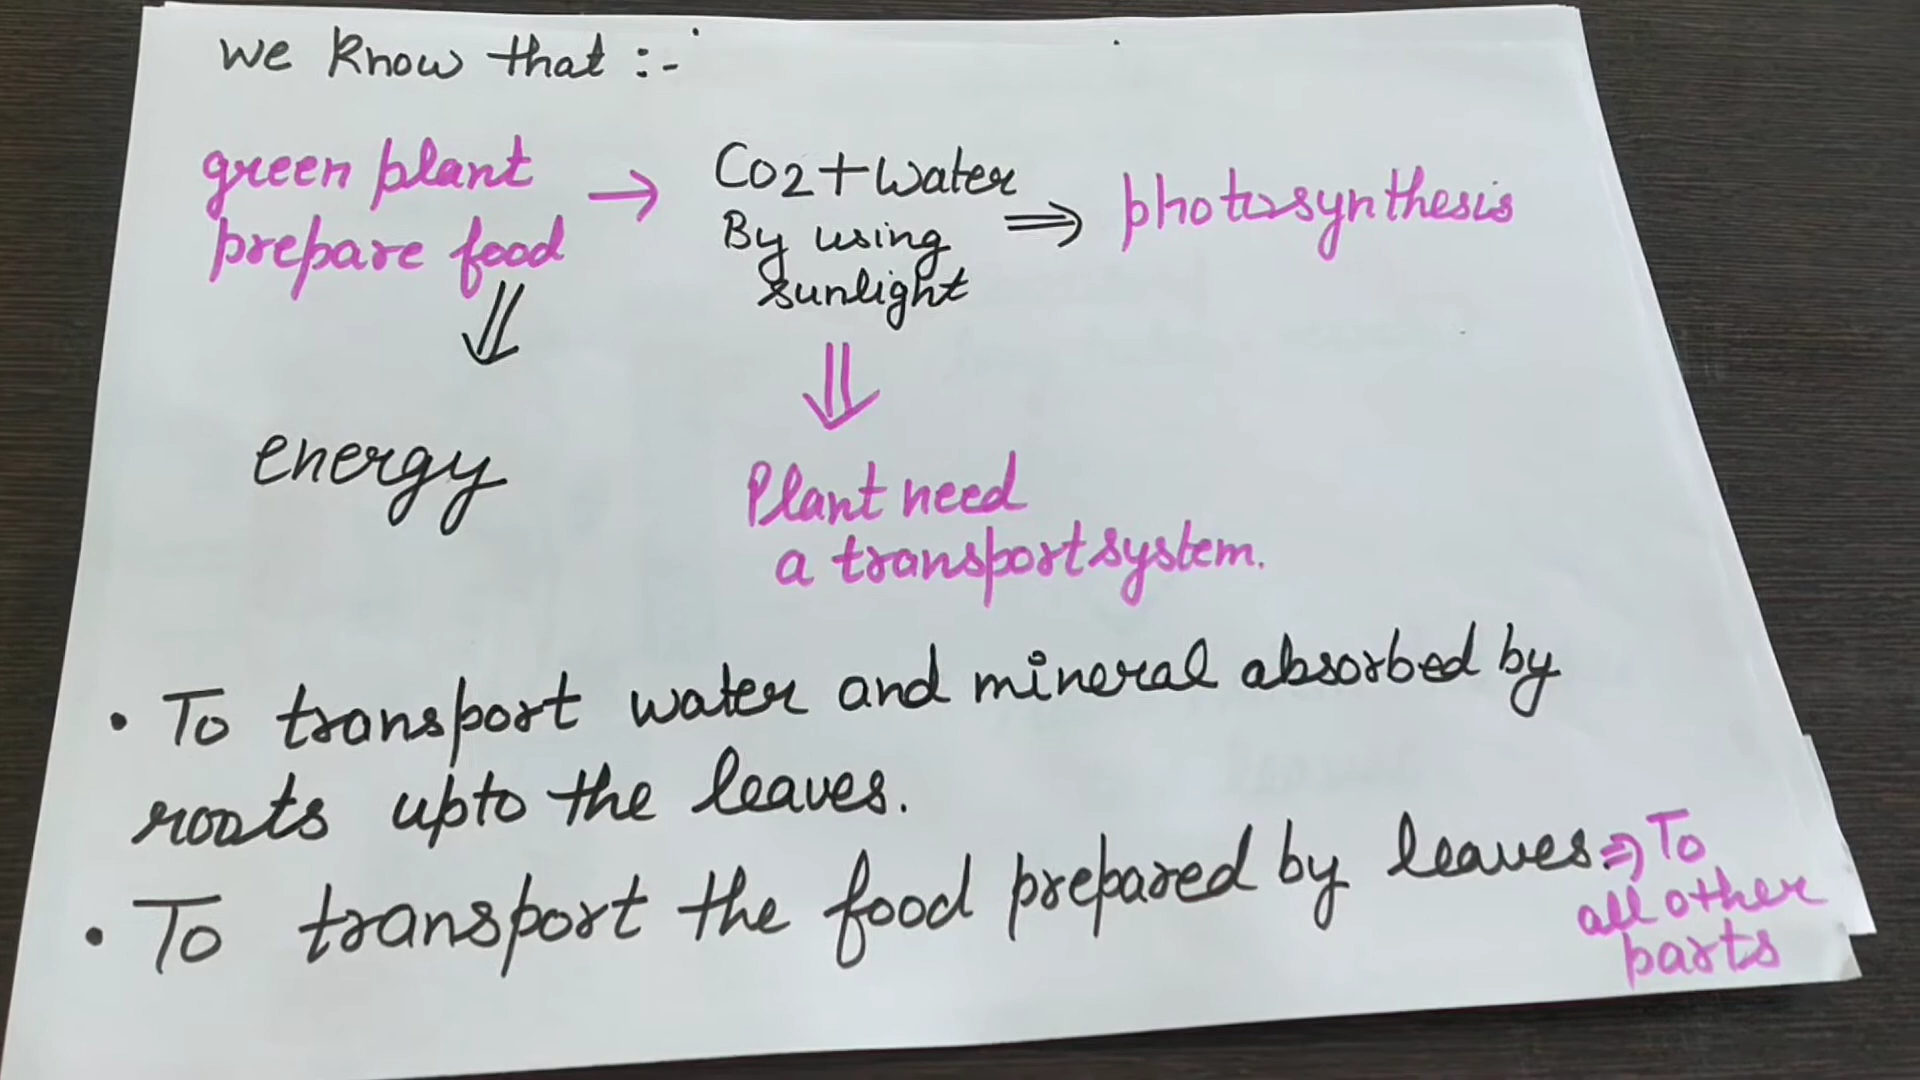 we know that :-
green plant
prepare food
→ Co2+water
By using
sunlight
⇒ photosynthesis
⇓
energy
⇓
Plant need
a transport system.
• To transport water and mineral absorbed by
roots upto the leaves.
• To transport the food prepared by leaves ⇒ To
all other
parts